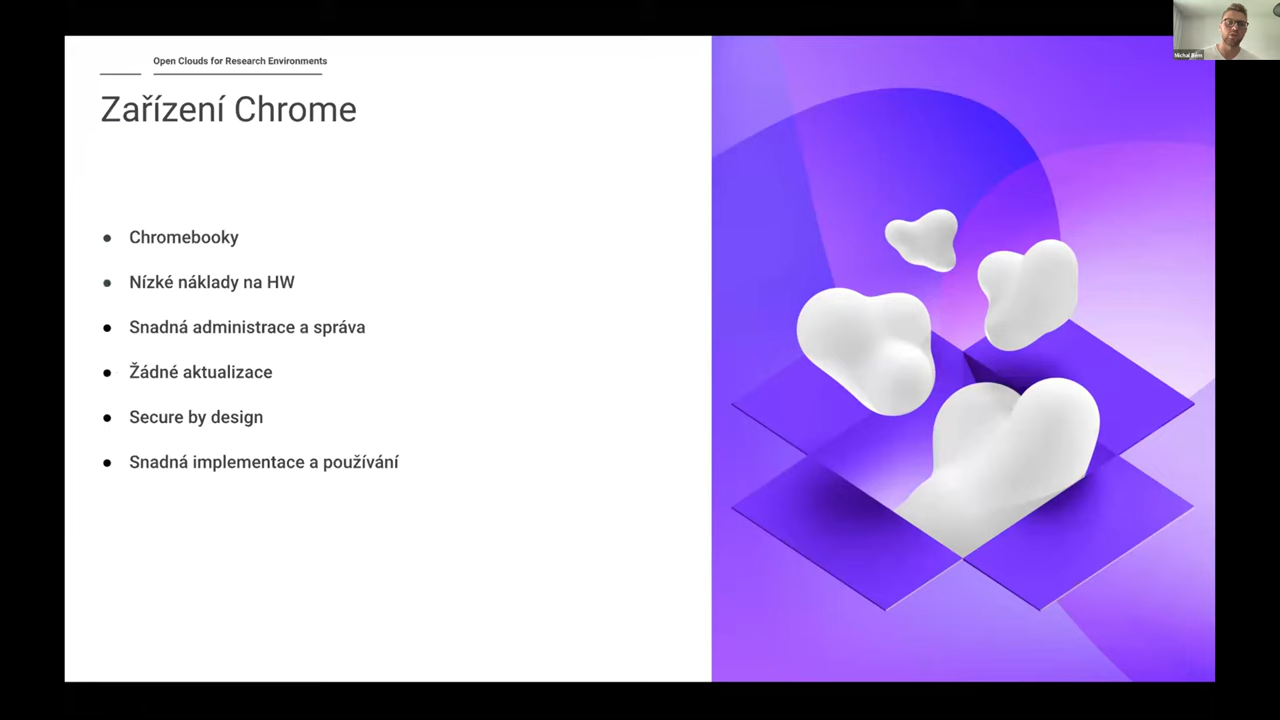 Open Clouds for Research Environments
Zařízení Chrome
Chromebooky
Nízké náklady na HW
Snadná administrace a správa
Žádné aktualizace
Secure by design
Snadná implementace a používání
Michal